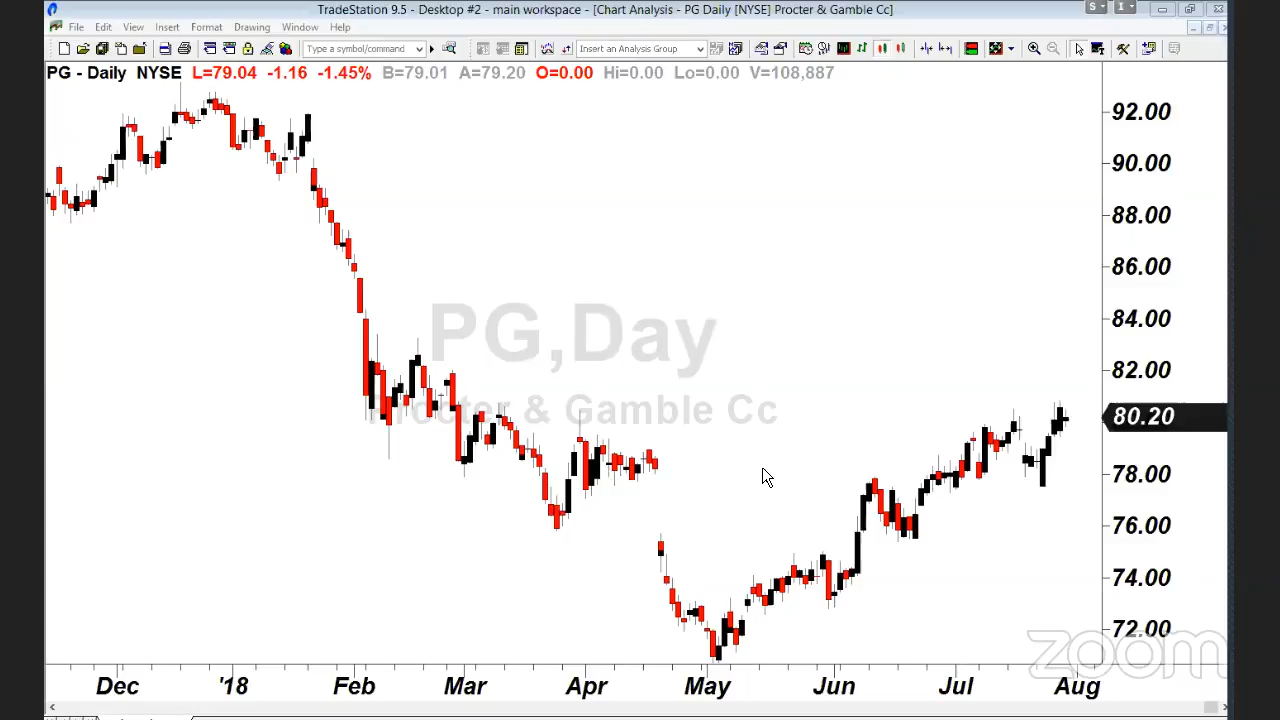 TradeStation 9.5 - Desktop #2 - main workspace - [Chart Analysis - PG Daily [NYSE] Procter & Gamble Cc]
S I
File Edit View Insert Format Drawing Window Help
Type a symbol/command Insert an Analysis Group
PG - Daily NYSE L=79.04 -1.16 -1.45% B=79.01 A=79.20 O=0.00 Hi=0.00 Lo=0.00 V=108,887
92.00
90.00
88.00
86.00
84.00
PG,Day
82.00
Procter & Gamble Cc
80.20
78.00
76.00
74.00
72.00
zoom
Dec '18 Feb Mar Apr May Jun Jul Aug